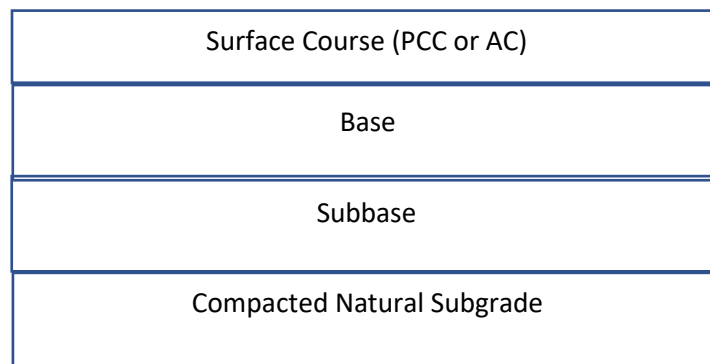 Surface Course (PCC or AC)
Base
Subbase
Compacted Natural Subgrade